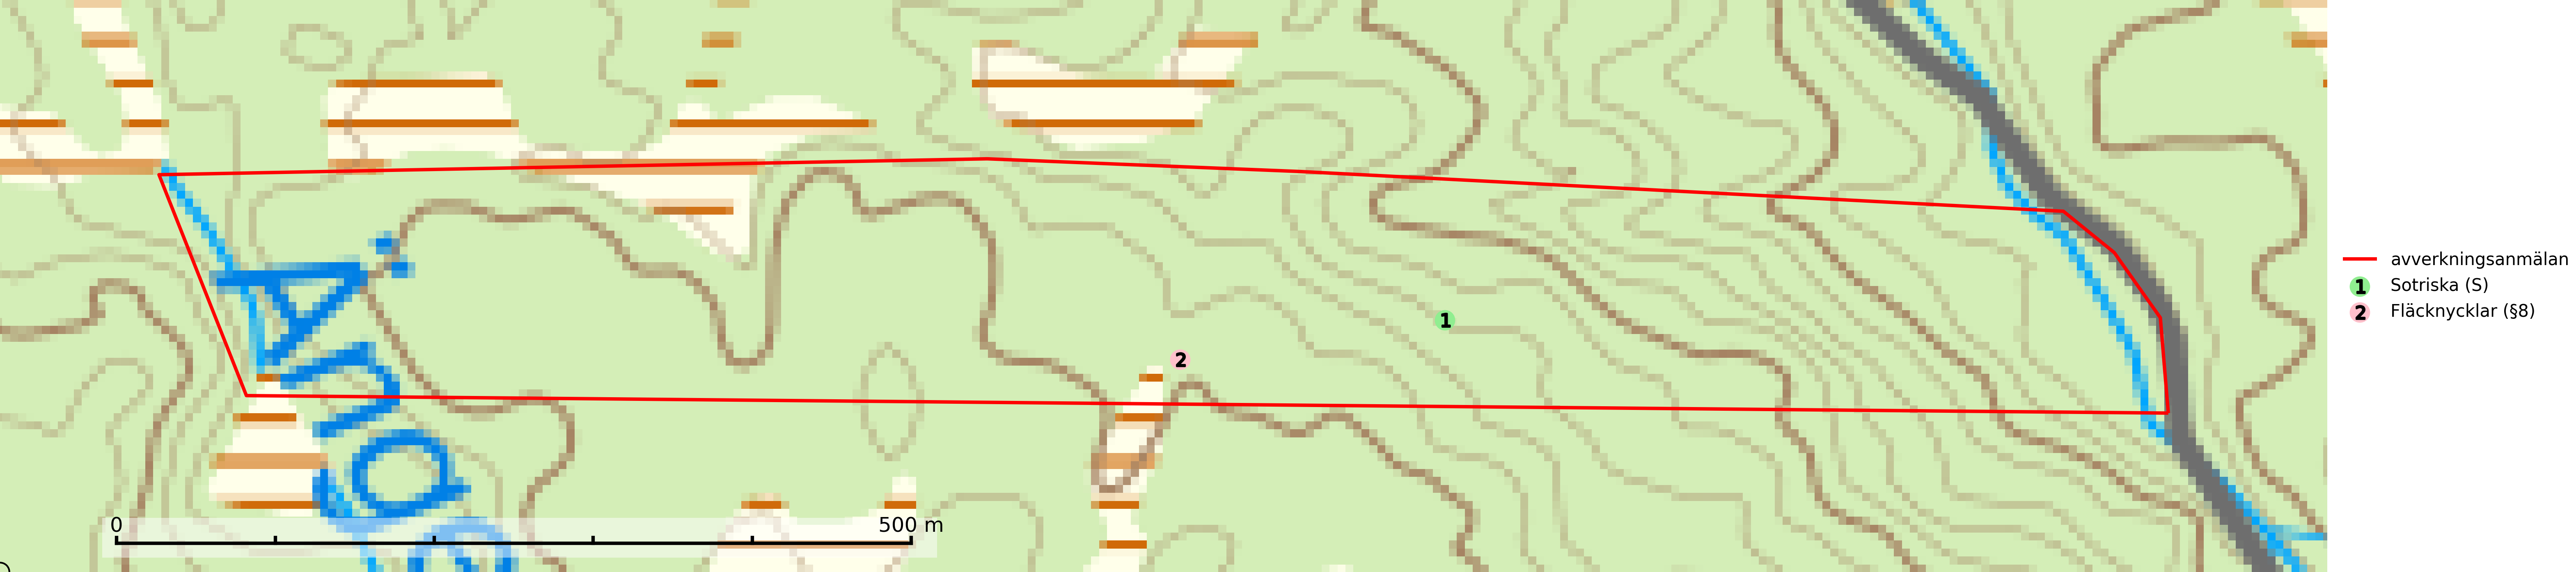 avverkningsanmälan
1 Sotriska (S)
2 Fläcknycklar (§8)
1
2
0 500 m